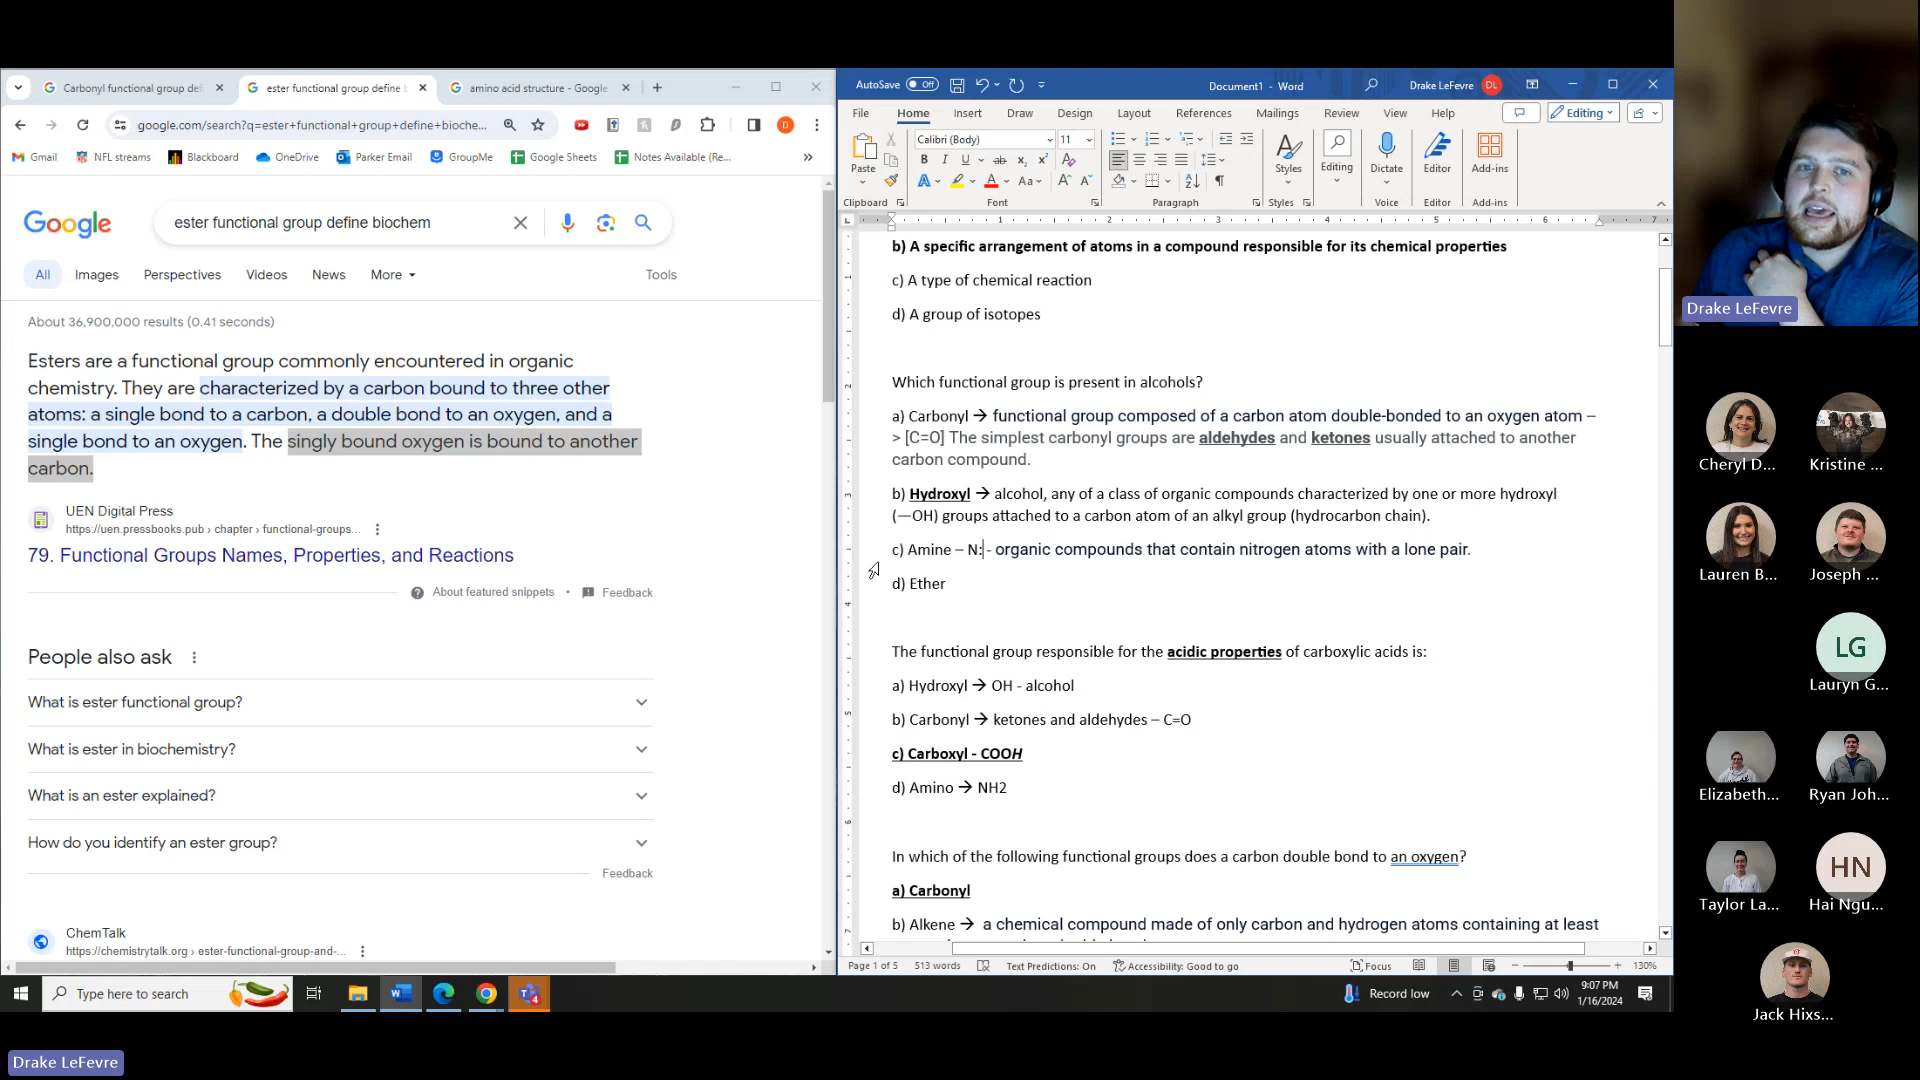 Carbonyl functional group def
ester functional group define
amino acid structure - Google
google.com/search?q=ester+functional+group+define+bioche...
D
Gmail
NFL streams
Blackboard
OneDrive
Parker Email
GroupMe
Google Sheets
Notes Available (Re...
Google
ester functional group define biochem
All
Images
Perspectives
Videos
News
More
Tools
About 36,900,000 results (0.41 seconds)
Esters are a functional group commonly encountered in organic
chemistry. They are characterized by a carbon bound to three other
atoms: a single bond to a carbon, a double bond to an oxygen, and a
single bond to an oxygen. The singly bound oxygen is bound to another
carbon.
UEN Digital Press
https://uen.pressbooks.pub › chapter › functional-groups...
79. Functional Groups Names, Properties, and Reactions
About featured snippets • Feedback
People also ask
What is ester functional group?
What is ester in biochemistry?
What is an ester explained?
How do you identify an ester group?
Feedback
ChemTalk
https://chemistrytalk.org › ester-functional-group-and-...
AutoSave Off
Document1 - Word
Drake LeFevre DL
File Home Insert Draw Design Layout References Mailings Review View Help
Editing
Calibri (Body) 11
Paste
Styles
Editing
Dictate
Editor
Add-ins
Clipboard
Font
Paragraph
Styles
Voice
Editor
Add-ins
b) A specific arrangement of atoms in a compound responsible for its chemical properties
c) A type of chemical reaction
d) A group of isotopes
Which functional group is present in alcohols?
a) Carbonyl → functional group composed of a carbon atom double-bonded to an oxygen atom –
> [C=O] The simplest carbonyl groups are aldehydes and ketones usually attached to another
carbon compound.
b) Hydroxyl → alcohol, any of a class of organic compounds characterized by one or more hydroxyl
(―OH) groups attached to a carbon atom of an alkyl group (hydrocarbon chain).
c) Amine – N: - organic compounds that contain nitrogen atoms with a lone pair.
d) Ether
The functional group responsible for the acidic properties of carboxylic acids is:
a) Hydroxyl → OH - alcohol
b) Carbonyl → ketones and aldehydes – C=O
c) Carboxyl - COOH
d) Amino → NH2
In which of the following functional groups does a carbon double bond to an oxygen?
a) Carbonyl
b) Alkene → a chemical compound made of only carbon and hydrogen atoms containing at least
Page 1 of 5
513 words
Text Predictions: On
Accessibility: Good to go
Focus
130%
Type here to search
Record low
9:07 PM
1/16/2024
Drake LeFevre
Cheryl D...
Kristine ...
Lauren B...
Joseph ...
LG
Lauryn G...
Elizabeth...
Ryan Joh...
Taylor La...
HN
Hai Ngu...
Jack Hixs...
Drake LeFevre